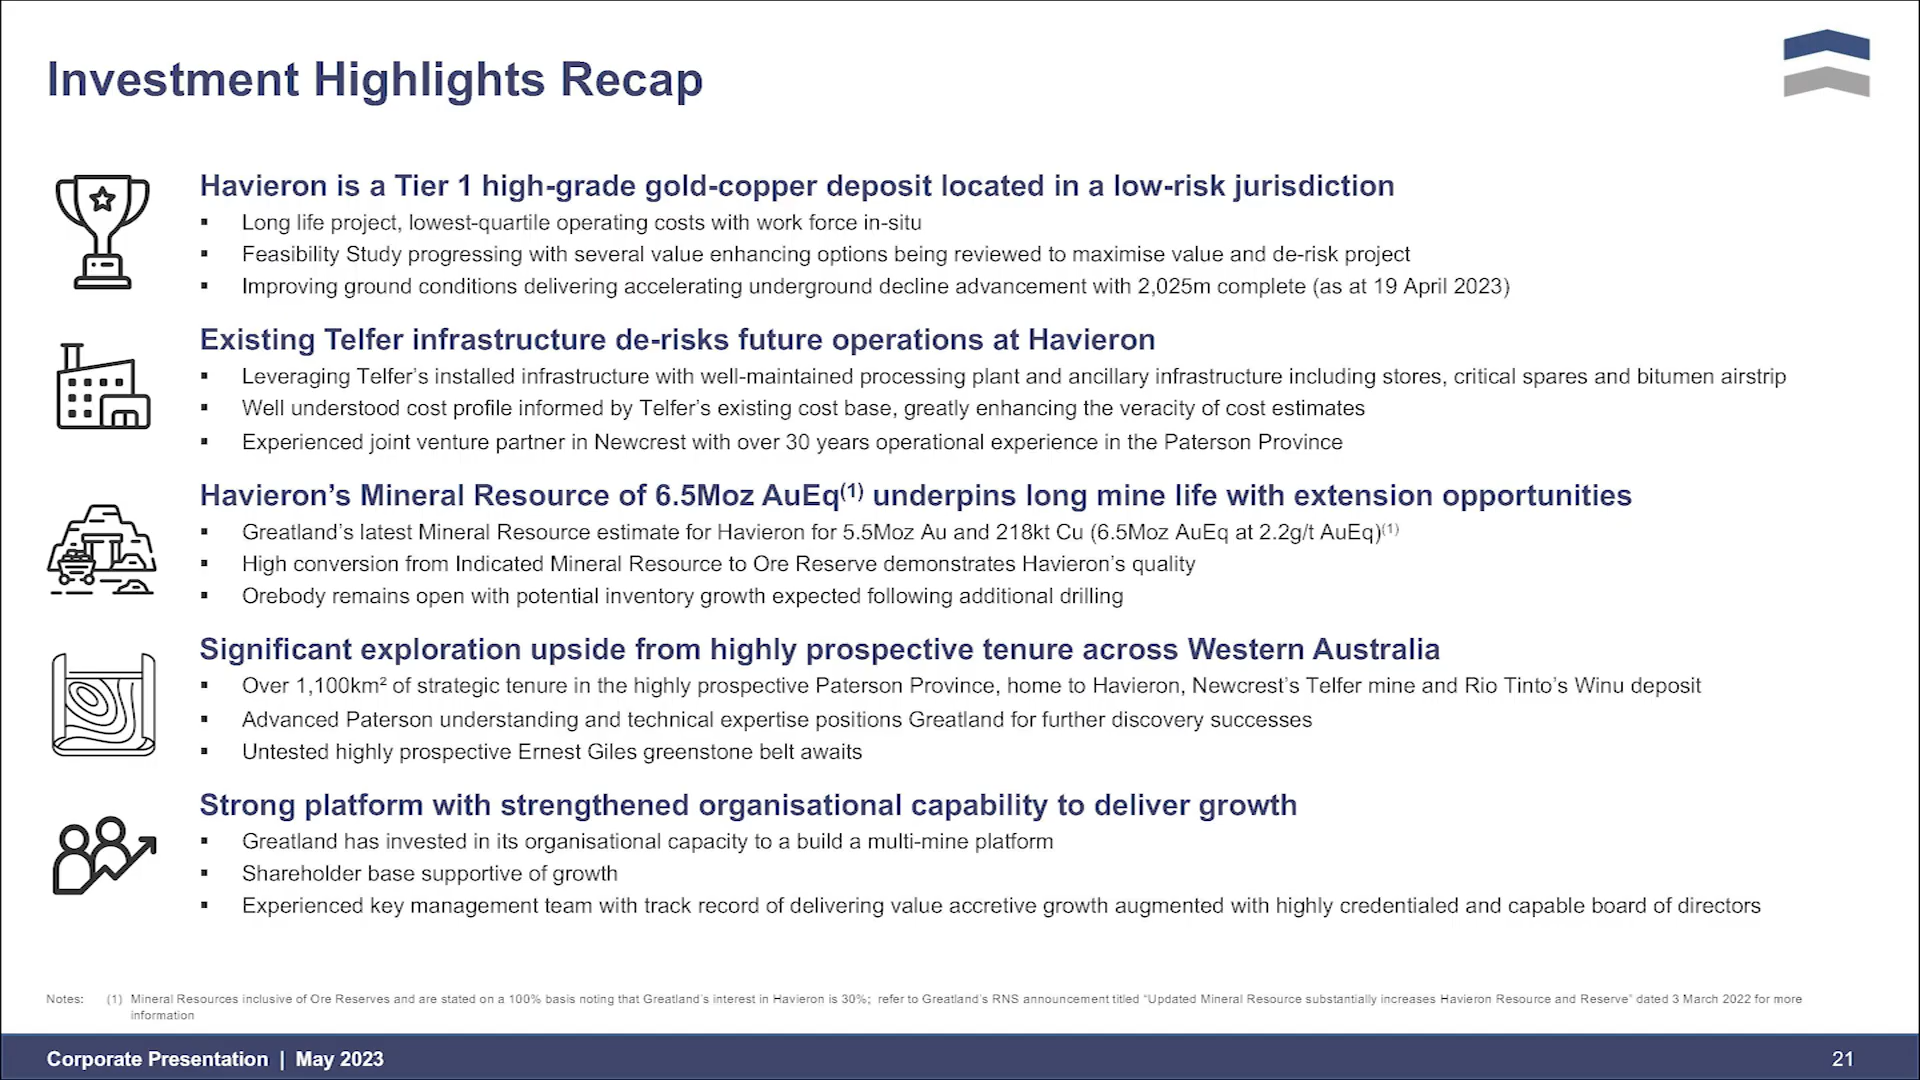 Investment Highlights Recap
Havieron is a Tier 1 high-grade gold-copper deposit located in a low-risk jurisdiction
▪ Long life project, lowest-quartile operating costs with work force in-situ
▪ Feasibility Study progressing with several value enhancing options being reviewed to maximise value and de-risk project
▪ Improving ground conditions delivering accelerating underground decline advancement with 2,025m complete (as at 19 April 2023)
Existing Telfer infrastructure de-risks future operations at Havieron
▪ Leveraging Telfer’s installed infrastructure with well-maintained processing plant and ancillary infrastructure including stores, critical spares and bitumen airstrip
▪ Well understood cost profile informed by Telfer’s existing cost base, greatly enhancing the veracity of cost estimates
▪ Experienced joint venture partner in Newcrest with over 30 years operational experience in the Paterson Province
Havieron’s Mineral Resource of 6.5Moz AuEq(1) underpins long mine life with extension opportunities
▪ Greatland’s latest Mineral Resource estimate for Havieron for 5.5Moz Au and 218kt Cu (6.5Moz AuEq at 2.2g/t AuEq)(1)
▪ High conversion from Indicated Mineral Resource to Ore Reserve demonstrates Havieron’s quality
▪ Orebody remains open with potential inventory growth expected following additional drilling
Significant exploration upside from highly prospective tenure across Western Australia
▪ Over 1,100km² of strategic tenure in the highly prospective Paterson Province, home to Havieron, Newcrest’s Telfer mine and Rio Tinto’s Winu deposit
▪ Advanced Paterson understanding and technical expertise positions Greatland for further discovery successes
▪ Untested highly prospective Ernest Giles greenstone belt awaits
Strong platform with strengthened organisational capability to deliver growth
▪ Greatland has invested in its organisational capacity to a build a multi-mine platform
▪ Shareholder base supportive of growth
▪ Experienced key management team with track record of delivering value accretive growth augmented with highly credentialed and capable board of directors
Notes: (1) Mineral Resources inclusive of Ore Reserves and are stated on a 100% basis noting that Greatland’s interest in Havieron is 30%; refer to Greatland’s RNS announcement titled “Updated Mineral Resource substantially increases Havieron Resource and Reserve” dated 3 March 2022 for more
information
Corporate Presentation | May 2023
21